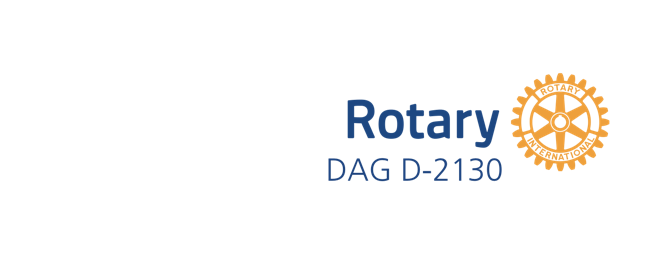 Rotary
DAG D-2130
ROTARY
INTERNATIONAL